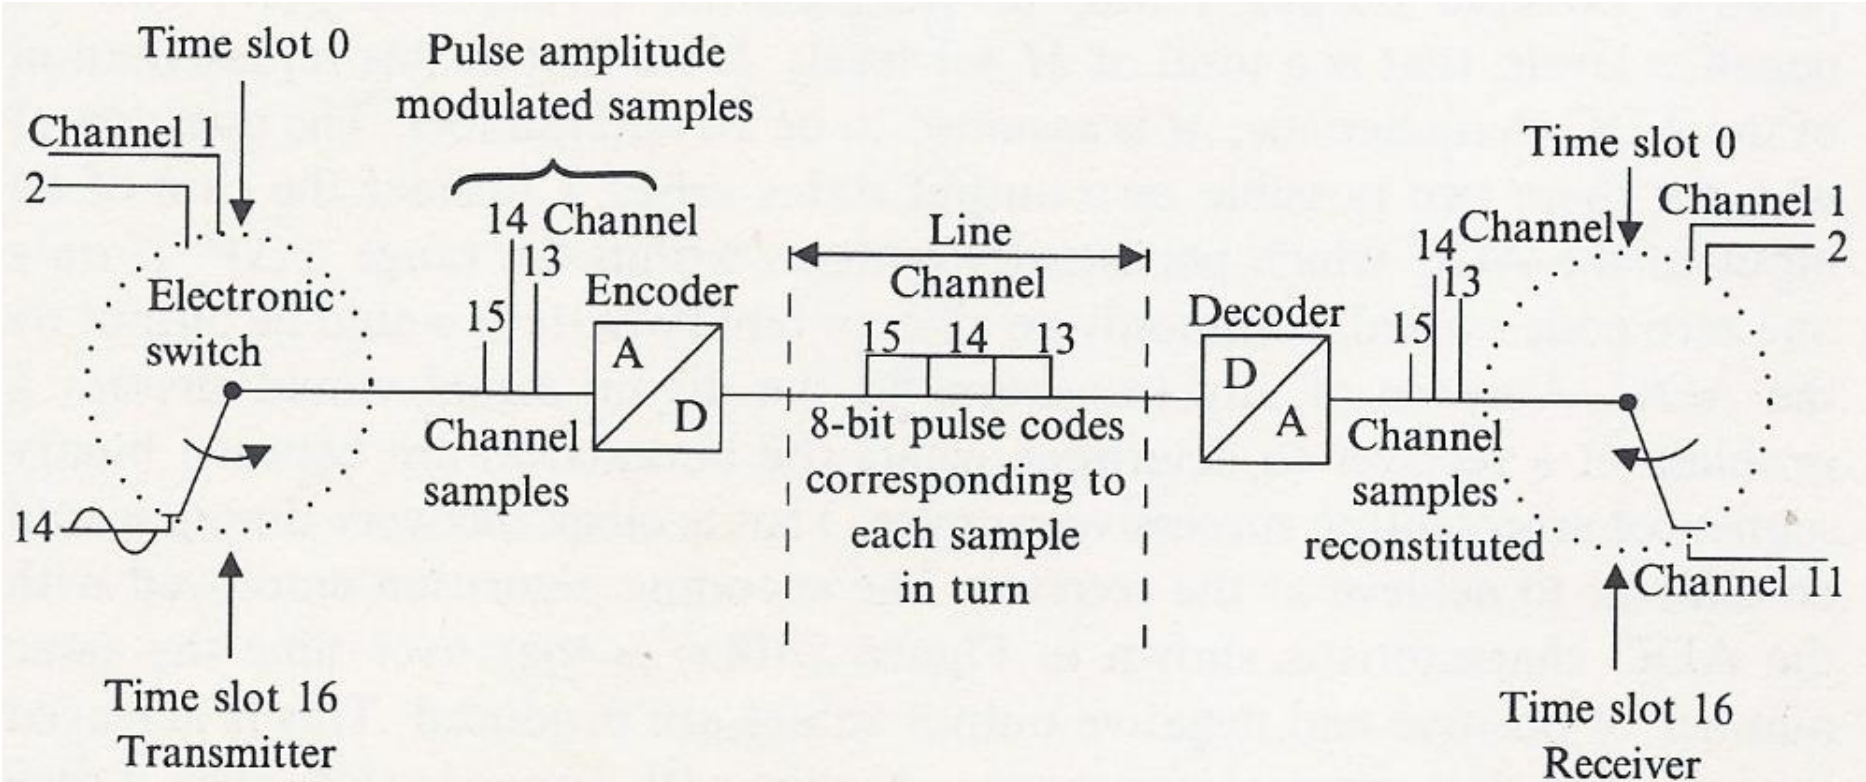 Time slot 0
Pulse amplitude
modulated samples
Channel 1
2
Electronic
switch
14
Time slot 16
Transmitter
14 Channel
13
15
Channel
samples
Encoder
A
D
Line
Channel
15 14 13
8-bit pulse codes
corresponding to
each sample
in turn
Decoder
D
A
Time slot 0
Channel 1
2
14 Channel
13
15
Channel
samples
reconstituted
Channel 11
Time slot 16
Receiver